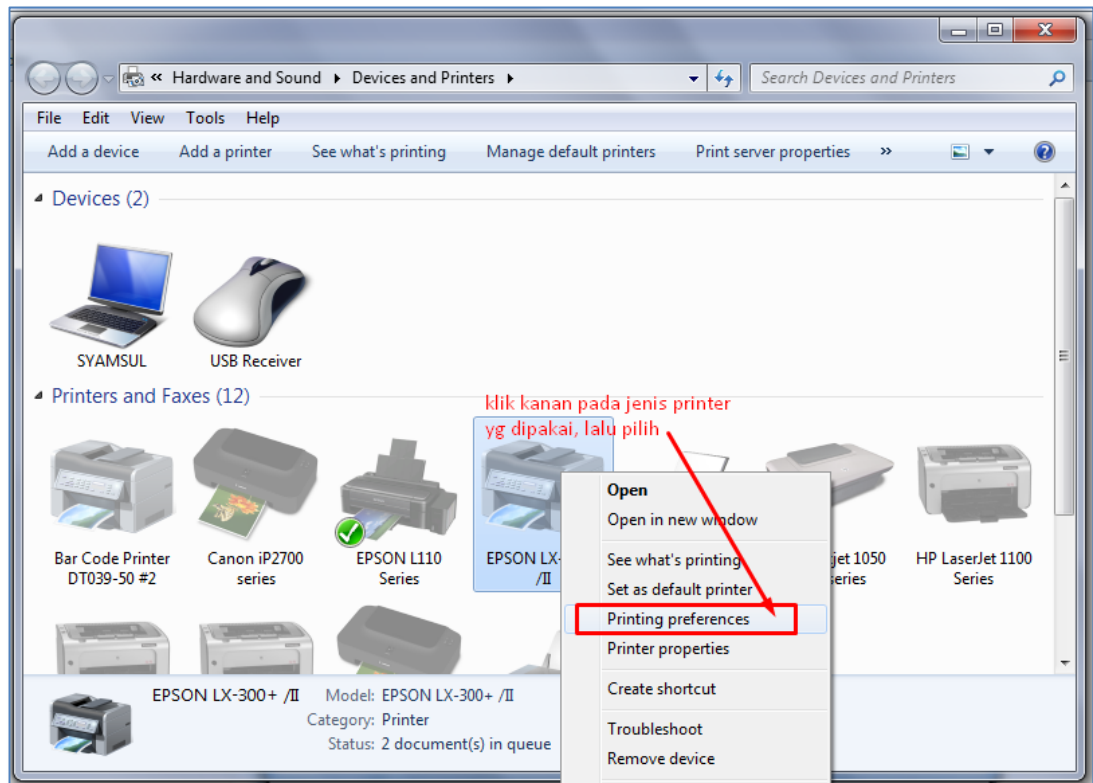 « Hardware and Sound Devices and Printers
Search Devices and Printers
File Edit View Tools Help
Add a device Add a printer See what's printing Manage default printers Print server properties »
Devices (2)
SYAMSUL USB Receiver
Printers and Faxes (12)
klik kanan pada jenis printer
yg dipakai, lalu pilih
Bar Code Printer
DT039-50 #2
Canon iP2700
series
EPSON L110
Series
EPSON LX-
/II
jet 1050
series
HP LaserJet 1100
Series
Open
Open in new window
See what's printing
Set as default printer
Printing preferences
Printer properties
Create shortcut
Troubleshoot
Remove device
EPSON LX-300+ /II Model: EPSON LX-300+ /II
Category: Printer
Status: 2 document(s) in queue